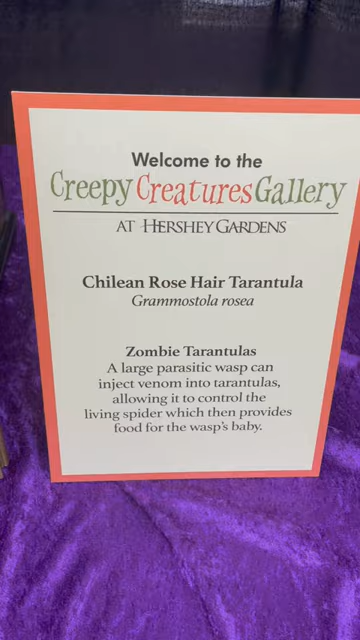 Welcome to the
Creepy Creatures Gallery
AT HERSHEY GARDENS
Chilean Rose Hair Tarantula
Grammostola rosea
Zombie Tarantulas
A large parasitic wasp can
inject venom into tarantulas,
allowing it to control the
living spider which then provides
food for the wasp's baby.